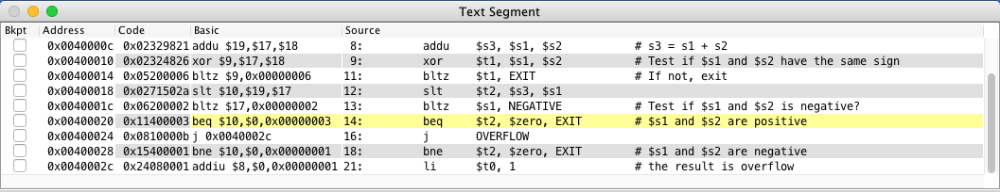 Text Segment
Bkpt Address Code Basic Source
0x0040000c 0x02329821 addu $19,$17,$18 8: addu $s3, $s1, $s2 # s3 = s1 + s2
0x00400010 0x02324826 xor $9,$17,$18 9: xor $t1, $s1, $s2 # Test if $s1 and $s2 have the same sign
0x00400014 0x05200006 bltz $9,0x00000006 11: bltz $t1, EXIT # If not, exit
0x00400018 0x0271502a slt $10,$19,$17 12: slt $t2, $s3, $s1
0x0040001c 0x06200002 bltz $17,0x00000002 13: bltz $s1, NEGATIVE # Test if $s1 and $s2 is negative?
0x00400020 0x11400003 beq $10,$0,0x00000003 14: beq $t2, $zero, EXIT # $s1 and $s2 are positive
0x00400024 0x0810000b j 0x0040002c 16: j OVERFLOW
0x00400028 0x15400001 bne $10,$0,0x00000001 18: bne $t2, $zero, EXIT # $s1 and $s2 are negative
0x0040002c 0x24080001 addiu $8,$0,0x00000001 21: li $t0, 1 # the result is overflow